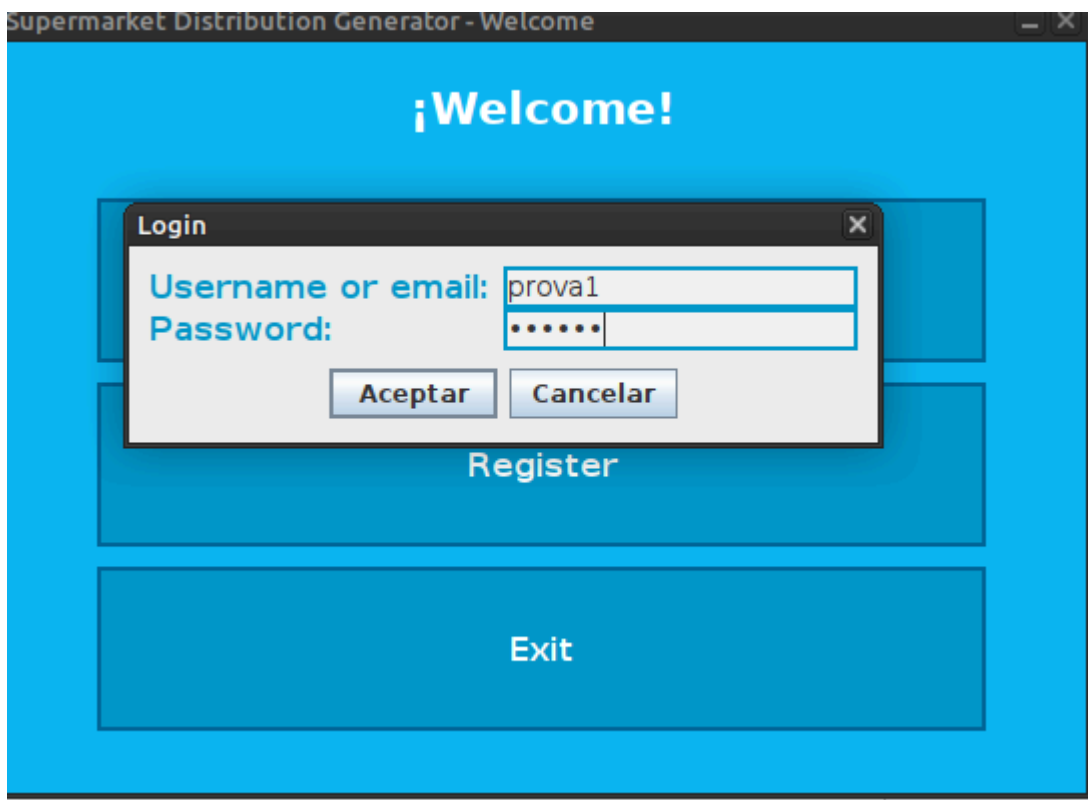 Supermarket Distribution Generator - Welcome
¡Welcome!
Login
Username or email: prova1
Password: ••••••
Aceptar Cancelar
Register
Exit